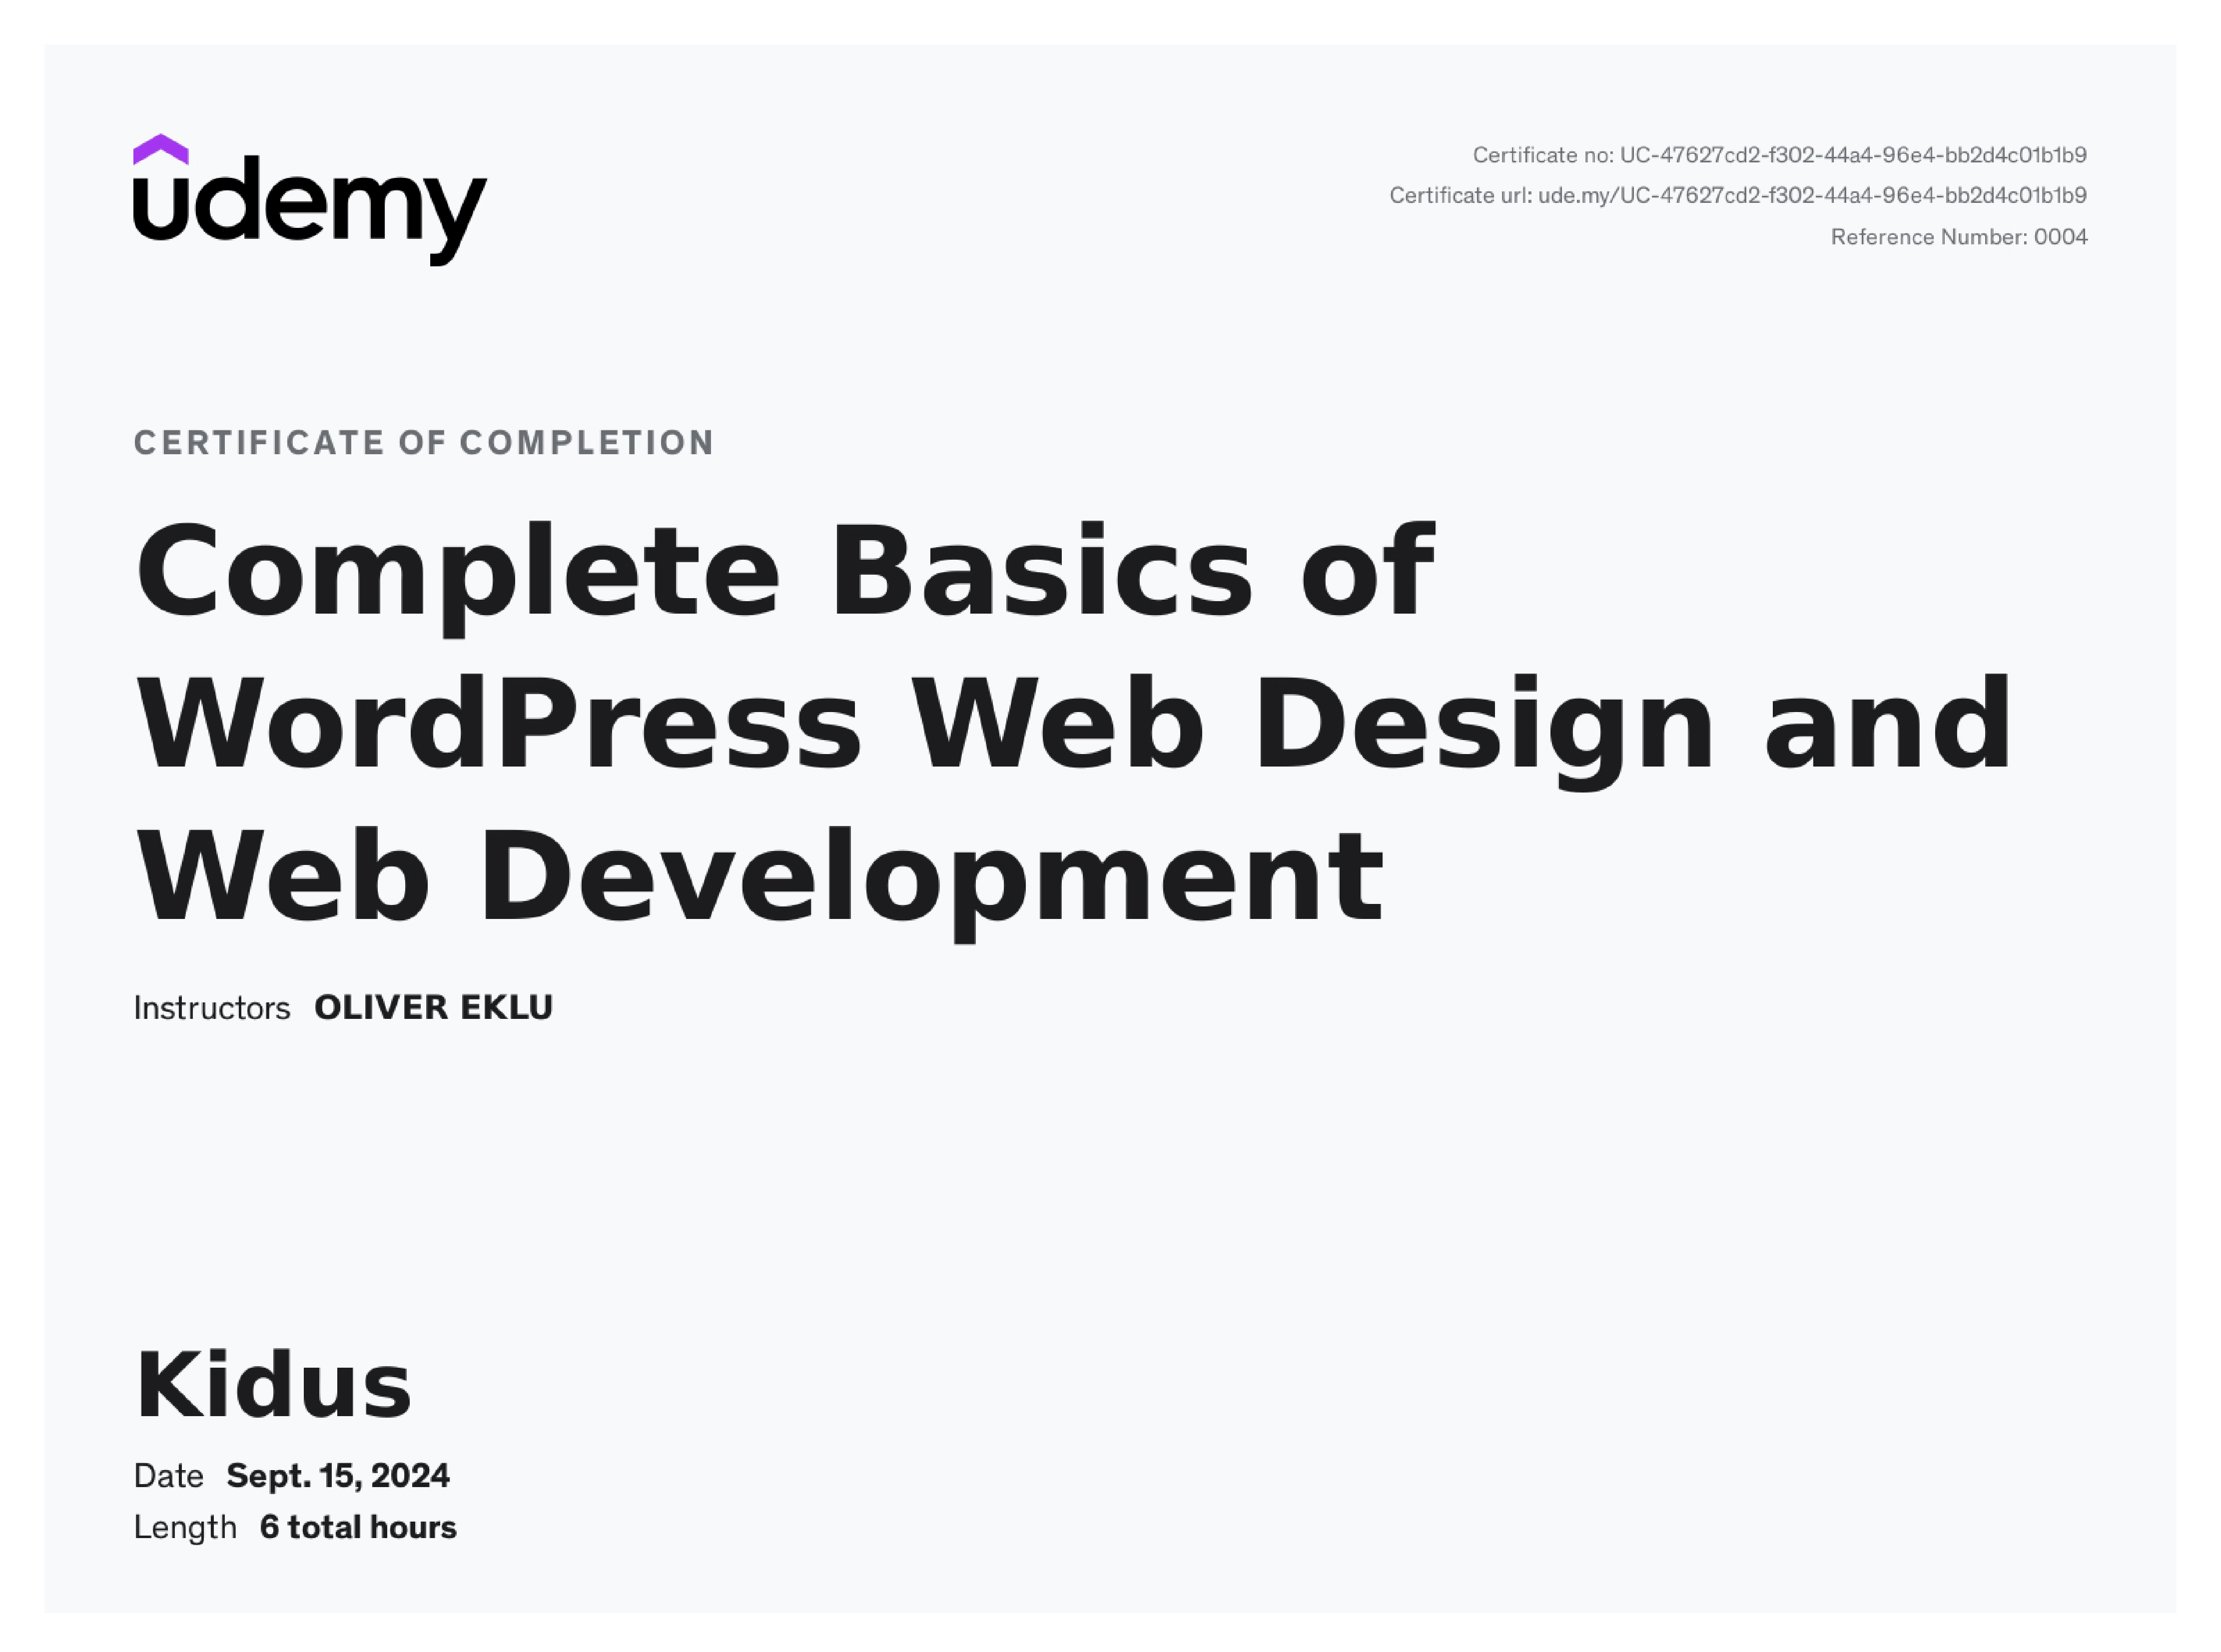 udemy
Certificate no: UC-47627cd2-f302-44a4-96e4-bb2d4c01b1b9
Certificate url: ude.my/UC-47627cd2-f302-44a4-96e4-bb2d4c01b1b9
Reference Number: 0004
CERTIFICATE OF COMPLETION
Complete Basics of
WordPress Web Design and
Web Development
Instructors OLIVER EKLU
Kidus
Date Sept. 15, 2024
Length 6 total hours